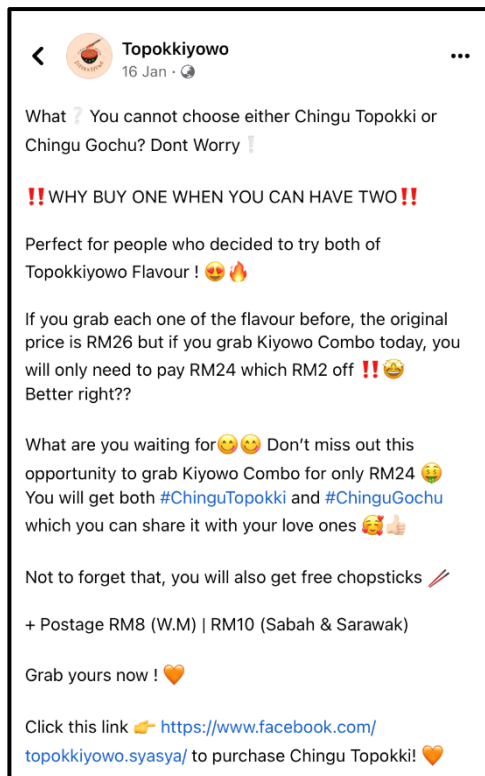 Topokkiyowo
16 Jan ·
What❔ You cannot choose either Chingu Topokki or
Chingu Gochu? Dont Worry❕
‼️WHY BUY ONE WHEN YOU CAN HAVE TWO‼️
Perfect for people who decided to try both of
Topokkiyowo Flavour ! 😍🔥
If you grab each one of the flavour before, the original
price is RM26 but if you grab Kiyowo Combo today, you
will only need to pay RM24 which RM2 off ‼️🤩
Better right??
What are you waiting for😋😋 Don't miss out this
opportunity to grab Kiyowo Combo for only RM24 🤑
You will get both #ChinguTopokki and #ChinguGochu
which you can share it with your love ones 🥰👍🏻
Not to forget that, you will also get free chopsticks 🥢
+ Postage RM8 (W.M) | RM10 (Sabah & Sarawak)
Grab yours now ! 🧡
Click this link 👉 https://www.facebook.com/
topokkiyowo.syasya/ to purchase Chingu Topokki! 🧡